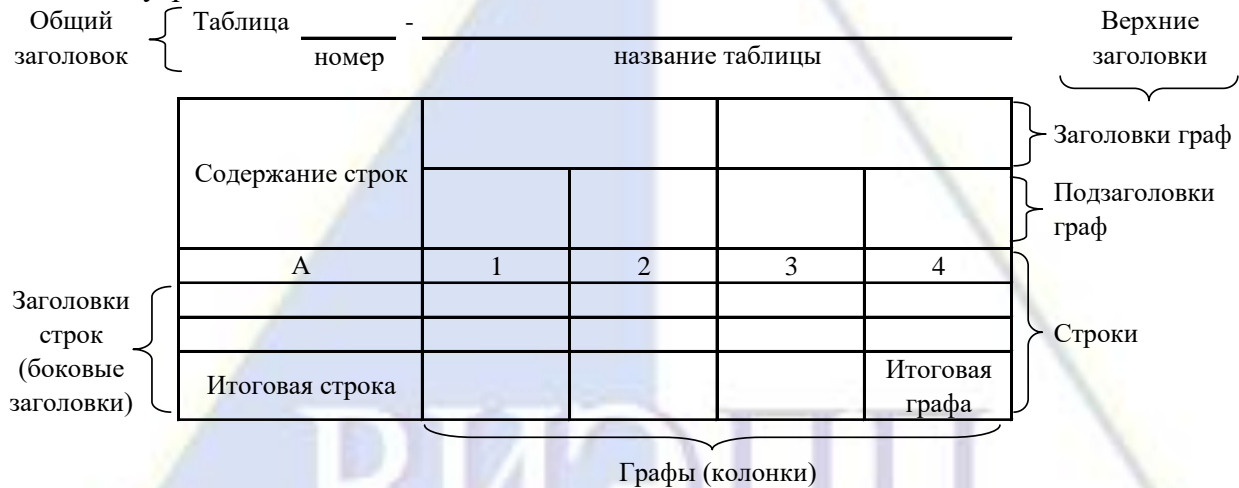 Общий
заголовок
Таблица -
номер
название таблицы
Верхние
заголовки
Содержание строк
Заголовки граф
Подзаголовки
граф
А 1 2 3 4
Заголовки
строк
(боковые
заголовки)
Строки
Итоговая строка
Итоговая
графа
Графы (колонки)